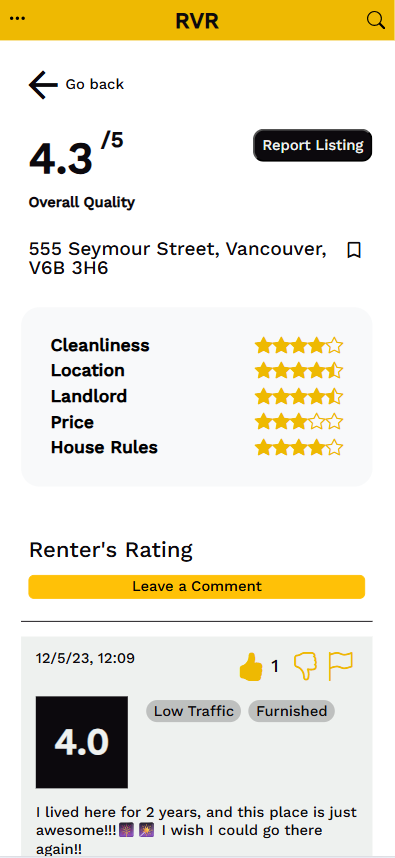 RVR
Go back
4.3 /5
Report Listing
Overall Quality
555 Seymour Street, Vancouver,
V6B 3H6
Cleanliness
Location
Landlord
Price
House Rules
Renter's Rating
Leave a Comment
12/5/23, 12:09
1
4.0
Low Traffic
Furnished
I lived here for 2 years, and this place is just
awesome!!!🎆🎇 I wish I could go there
again!!